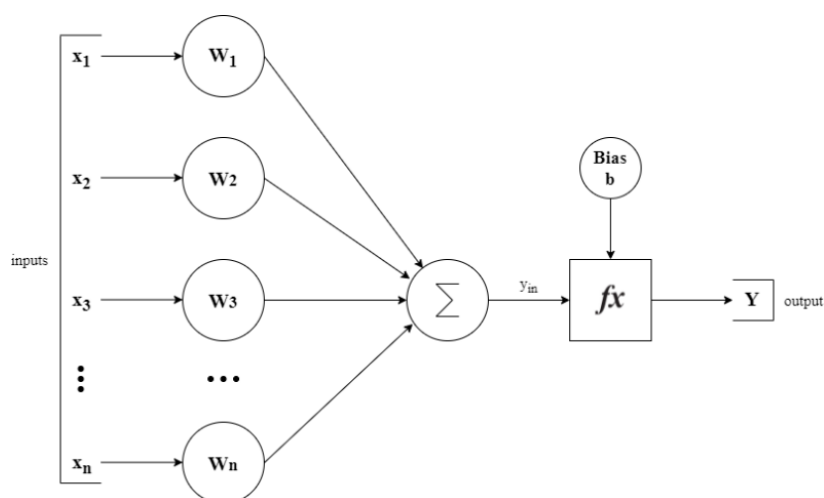 x₁ W₁
Bias
b
x₂ W₂
inputs
x₃ W₃ ∑ yᵢₙ fx Y output
⋮ ...
xₙ Wₙ